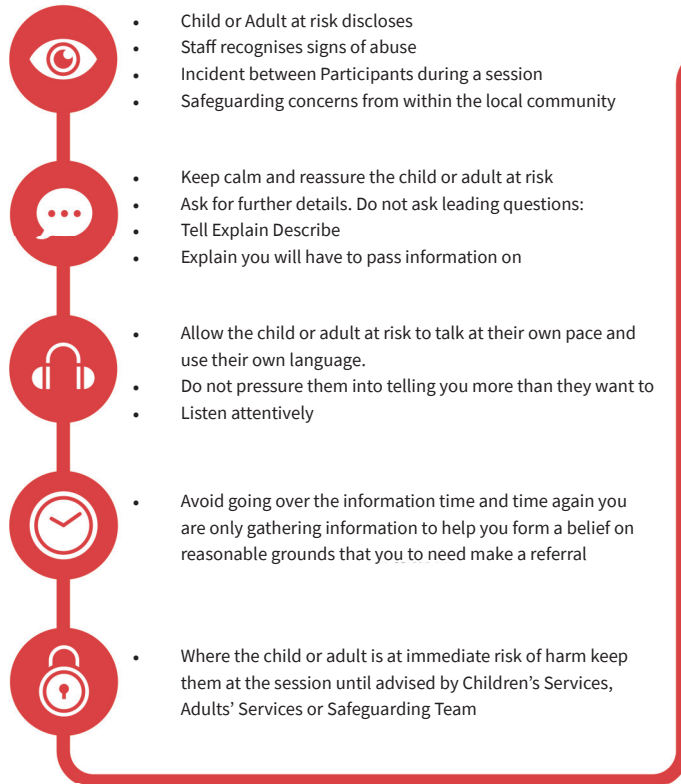 • Child or Adult at risk discloses
• Staff recognises signs of abuse
• Incident between Participants during a session
• Safeguarding concerns from within the local community
• Keep calm and reassure the child or adult at risk
• Ask for further details. Do not ask leading questions:
• Tell Explain Describe
• Explain you will have to pass information on
• Allow the child or adult at risk to talk at their own pace and
use their own language.
• Do not pressure them into telling you more than they want to
• Listen attentively
• Avoid going over the information time and time again you
are only gathering information to help you form a belief on
reasonable grounds that you to need make a referral
• Where the child or adult is at immediate risk of harm keep
them at the session until advised by Children’s Services,
Adults’ Services or Safeguarding Team